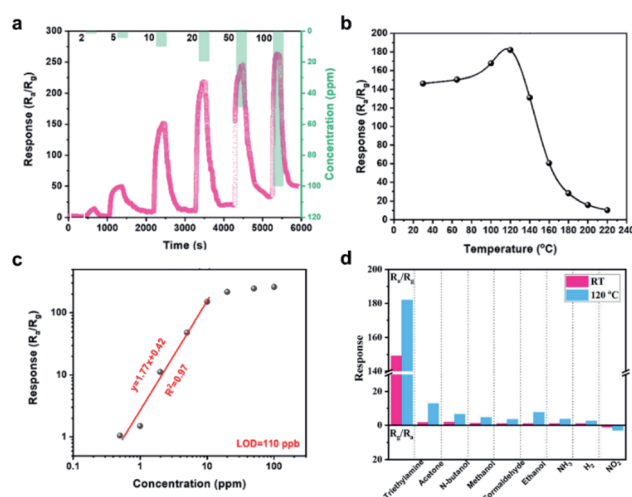 a
2 5 10 20 50 100
300
250
200
150
100
50
0
0
20
40
60
80
100
120
Response (Ra/Rg)
Concentration (ppm)
0 1000 2000 3000 4000 5000 6000
Time (s)
b
200
180
160
140
120
100
80
60
40
20
0
Response (Ra/Rg)
0 20 40 60 80 100 120 140 160 180 200 220 240
Temperature (°C)
c
100
10
1
Response (Ra/Rg)
y=1.77x+0.42
R²=0.97
LOD=110 ppb
0.1 1 10 100 1000
Concentration (ppm)
d
200
180
160
140
20
0
20
Response
Ra/Rg
Rg/Ra
RT
120 °C
Triethylamine
Acetone
N-butanol
Methanol
Formaldehyde
Ethanol
NH₃
H₂
NO₂